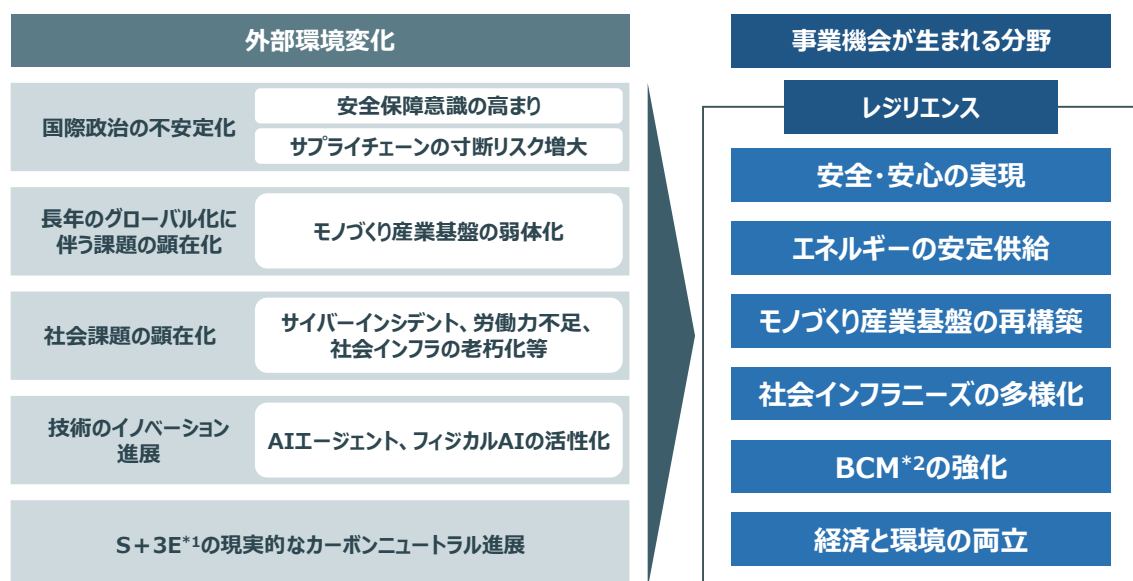 外部環境変化
国際政治の不安定化
安全保障意識の高まり
サプライチェーンの寸断リスク増大
長年のグローバル化に
伴う課題の顕在化
モノづくり産業基盤の弱体化
社会課題の顕在化
サイバーインシデント、労働力不足、
社会インフラの老朽化等
技術のイノベーション
進展
AIエージェント、フィジカルAIの活性化
S+3E*1の現実的なカーボンニュートラル進展
事業機会が生まれる分野
レジリエンス
安全・安心の実現
エネルギーの安定供給
モノづくり産業基盤の再構築
社会インフラニーズの多様化
BCM*2の強化
経済と環境の両立